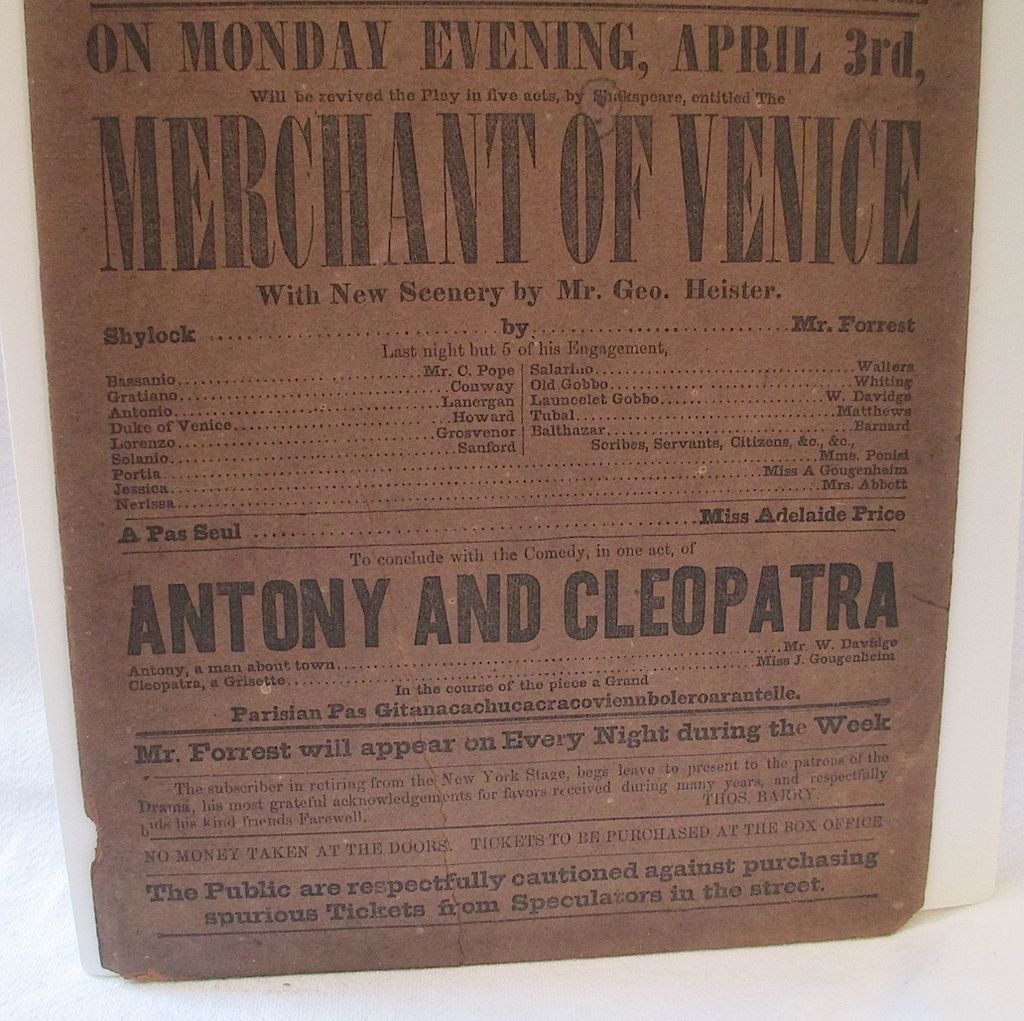 ON MONDAY EVENING, APRIL 3rd,
Will be revived the Play in five acts, by Shakspeare, entitled The
MERCHANT OF VENICE
With New Scenery by Mr. Geo. Heister.
Shylock ........ by ........ Mr. Forrest
Last night but 5 of his Engagement,
Bassanio ........ Mr. C. Pope
Gratiano ........ Conway
Antonio ........ Lanergan
Duke of Venice ........ Howard
Lorenzo ........ Grosvenor
Solanio ........ Sanford
Salarino ........ Walters
Old Gobbo ........ Whiting
Launcelet Gobbo ........ W. Davidge
Tubal ........ Matthews
Balthazar ........ Barnard
Scribes, Servants, Citizens, &c., &c.,
Portia ........ Mme. Ponisi
Jessica ........ Miss A Gougenheim
Nerissa ........ Mrs. Abbott
A Pas Seul ........ Miss Adelaide Price
To conclude with the Comedy, in one act, of
ANTONY AND CLEOPATRA
Antony, a man about town ........ Mr. W. Davidge
Cleopatra, a Grisette ........ Miss J. Gougenheim
In the course of the piece a Grand
Parisian Pas Gitanacachucacracoviennboleroarantelle.
Mr. Forrest will appear on Every Night during the Week
The subscriber in retiring from the New York Stage, begs leave to present to the patrons of the
Drama, his most grateful acknowledgements for favors received during many years, and respectfully
bids his kind friends Farewell. THOS. BARRY.
NO MONEY TAKEN AT THE DOORS. TICKETS TO BE PURCHASED AT THE BOX OFFICE
The Public are respectfully cautioned against purchasing
spurious Tickets from Speculators in the street.